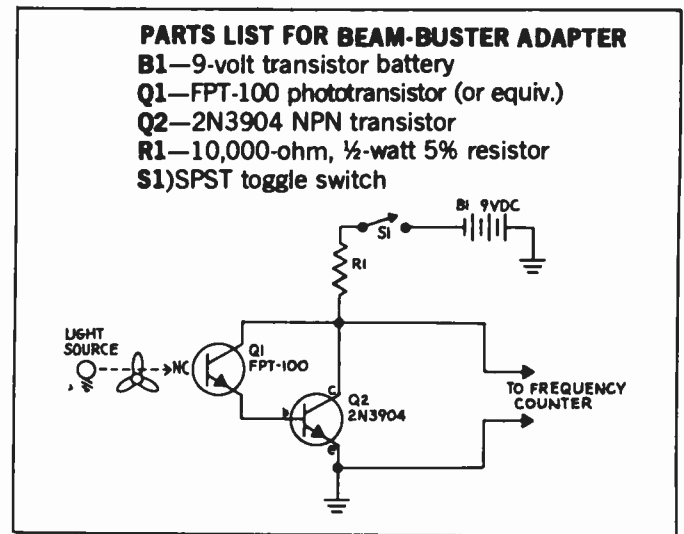 PARTS LIST FOR BEAM-BUSTER ADAPTER
B1—9-volt transistor battery
Q1—FPT-100 phototransistor (or equiv.)
Q2—2N3904 NPN transistor
R1—10,000-ohm, ½-watt 5% resistor
S1)SPST toggle switch
B1 9VDC
S1
R1
LIGHT
SOURCE
NC
Q1
FPT-100
C
Q2
2N3904
b
e
TO FREQUENCY
COUNTER